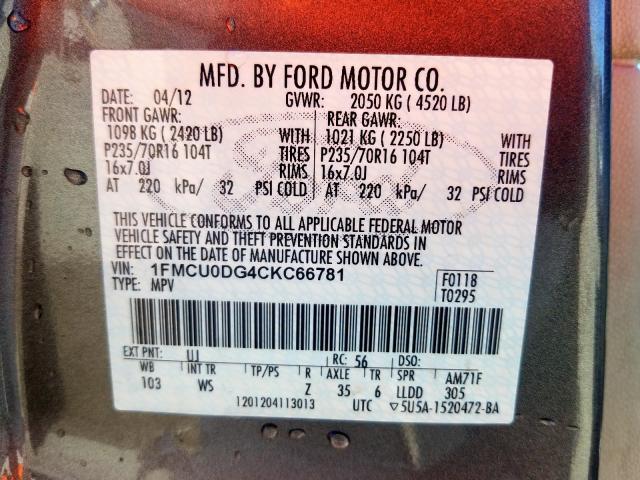 MFD. BY FORD MOTOR CO.
DATE: 04/12 GVWR: 2050 KG ( 4520 LB)
FRONT GAWR: REAR GAWR:
1098 KG ( 2420 LB) WITH 1021 KG ( 2250 LB) WITH
P235/70R16 104T TIRES P235/70R16 104T TIRES
16x7.0J RIMS 16x7.0J RIMS
AT 220 kPa/ 32 PSI COLD AT 220 kPa/ 32 PSI COLD
THIS VEHICLE CONFORMS TO ALL APPLICABLE FEDERAL MOTOR
VEHICLE SAFETY AND THEFT PREVENTION STANDARDS IN
EFFECT ON THE DATE OF MANUFACTURE SHOWN ABOVE.
VIN: 1FMCU0DG4CKC66781 F0118
TYPE: MPV T0295
EXT PNT: UJ RC: 56 DSO:
WB INT TR TP/PS R AXLE TR SPR AM71F
103 WS Z 35 6 LLDD 305
1201204113013 UTC ▽5U5A-1520472-BA